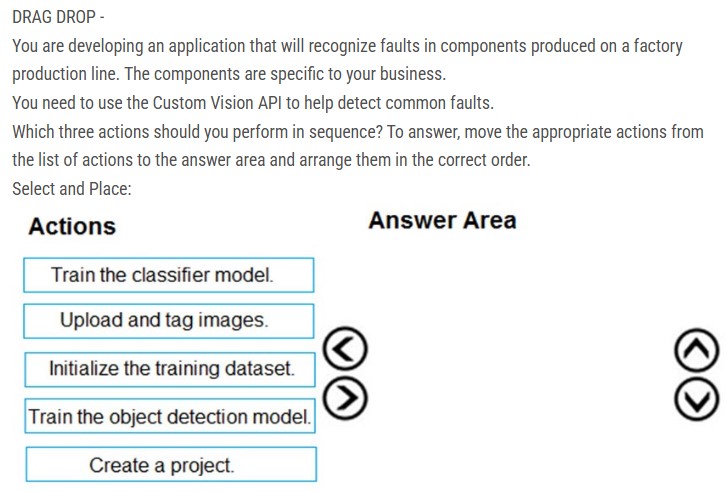 DRAG DROP -
You are developing an application that will recognize faults in components produced on a factory
production line. The components are specific to your business.
You need to use the Custom Vision API to help detect common faults.
Which three actions should you perform in sequence? To answer, move the appropriate actions from
the list of actions to the answer area and arrange them in the correct order.
Select and Place:
Actions
Answer Area
Train the classifier model.
Upload and tag images.
Initialize the training dataset.
Train the object detection model.
Create a project.